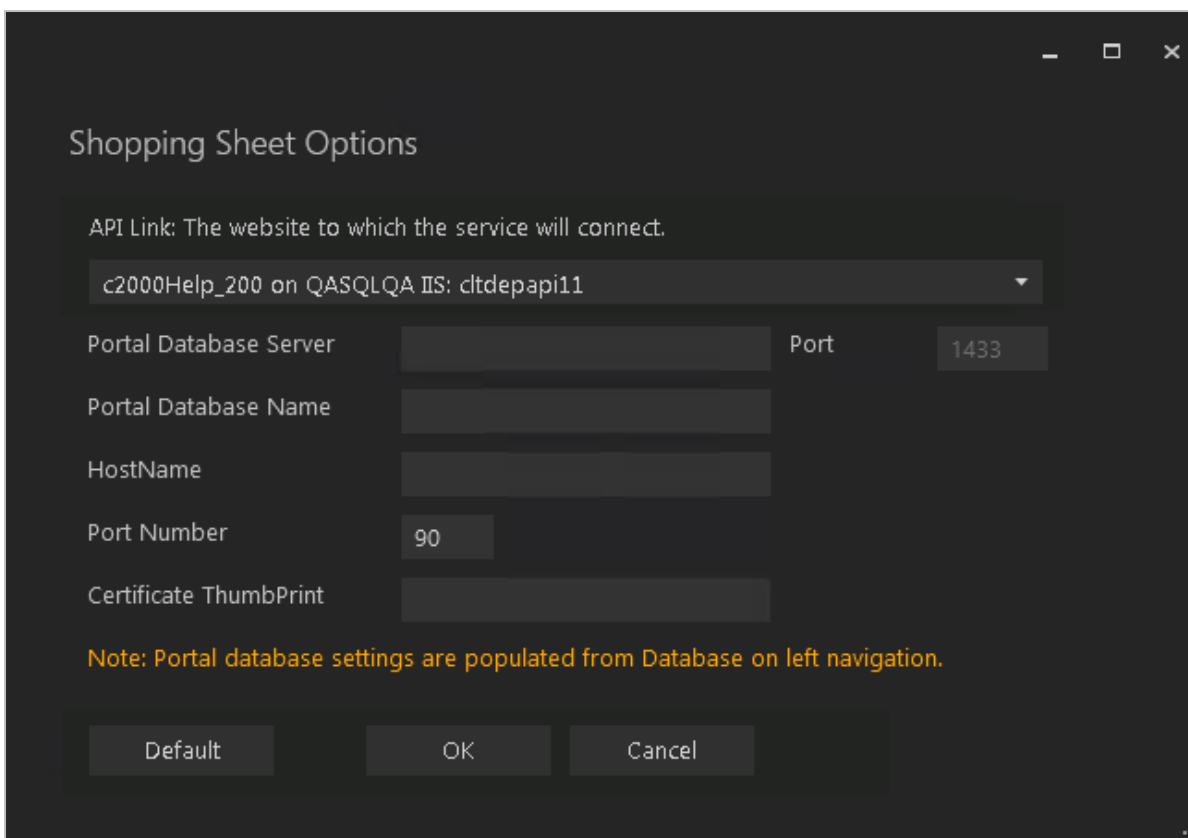 Shopping Sheet Options
API Link: The website to which the service will connect.
c2000Help_200 on QASQLQA IIS: cltdepapi11
Portal Database Server Port 1433
Portal Database Name
HostName
Port Number 90
Certificate ThumbPrint
Note: Portal database settings are populated from Database on left navigation.
Default OK Cancel